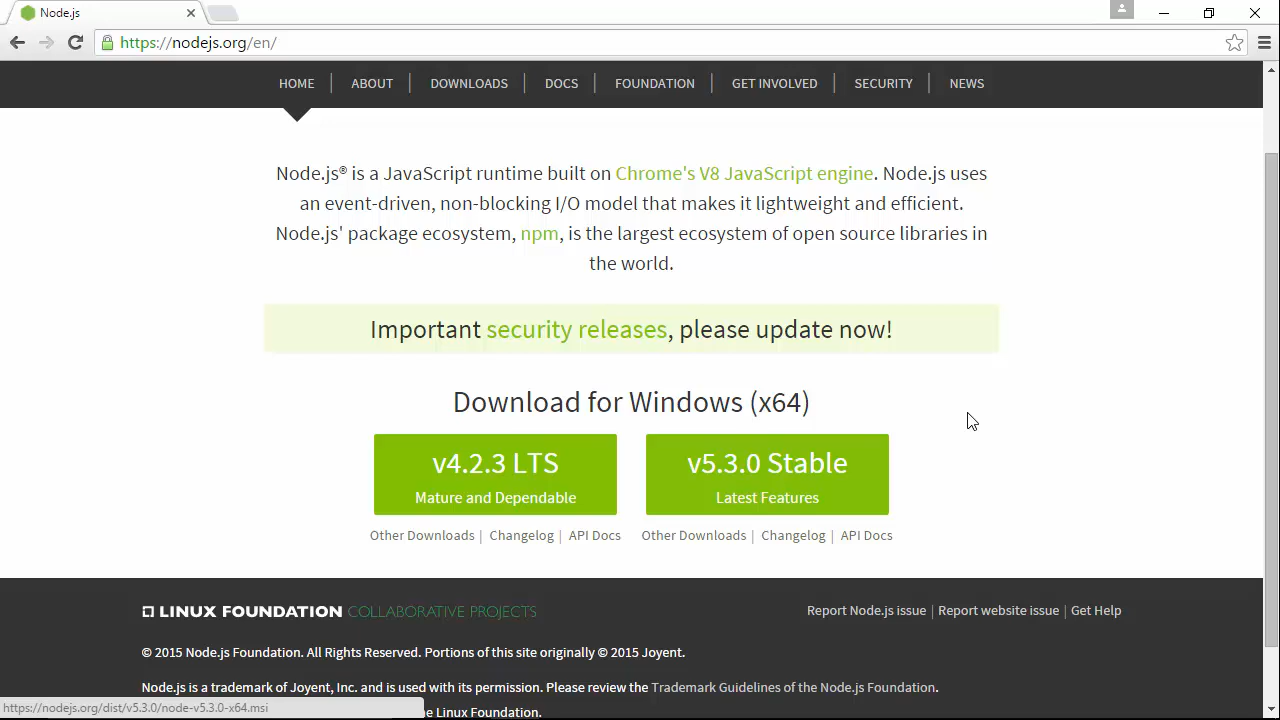 Node.js
https://nodejs.org/en/
HOME
ABOUT
DOWNLOADS
DOCS
FOUNDATION
GET INVOLVED
SECURITY
NEWS
Node.js® is a JavaScript runtime built on Chrome's V8 JavaScript engine. Node.js uses
an event-driven, non-blocking I/O model that makes it lightweight and efficient.
Node.js' package ecosystem, npm, is the largest ecosystem of open source libraries in
the world.
Important security releases, please update now!
Download for Windows (x64)
v4.2.3 LTS
Mature and Dependable
v5.3.0 Stable
Latest Features
Other Downloads | Changelog | API Docs
Other Downloads | Changelog | API Docs
LINUX FOUNDATION COLLABORATIVE PROJECTS
Report Node.js issue | Report website issue | Get Help
© 2015 Node.js Foundation. All Rights Reserved. Portions of this site originally © 2015 Joyent.
Node.js is a trademark of Joyent, Inc. and is used with its permission. Please review the Trademark Guidelines of the Node.js Foundation.
https://nodejs.org/dist/v5.3.0/node-v5.3.0-x64.msi
Linux Foundation.